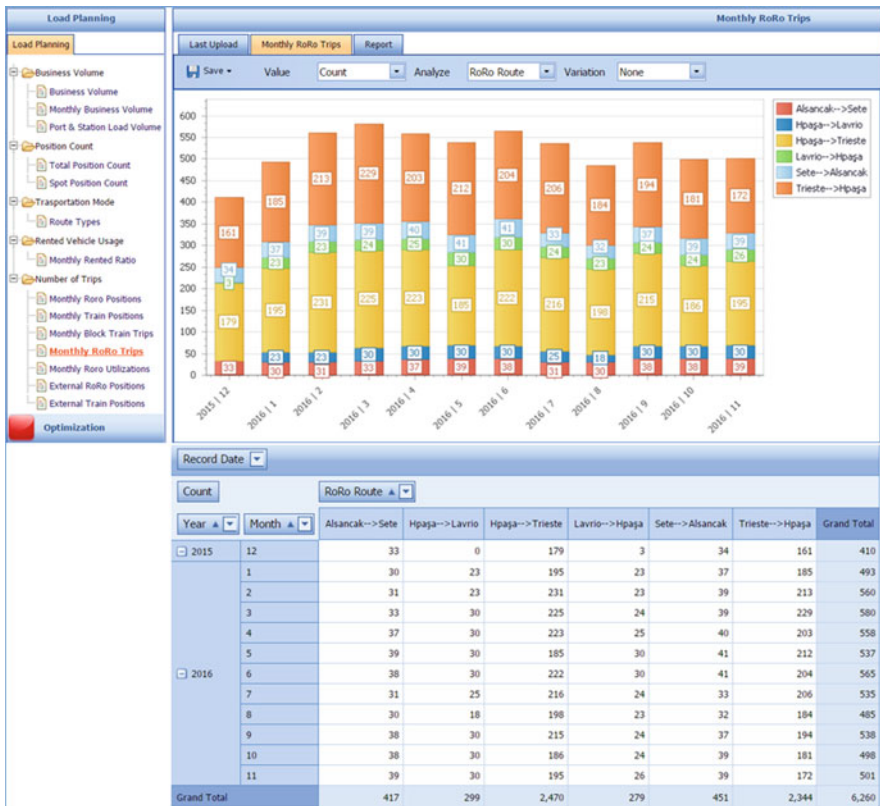 Load Planning
Load Planning
Business Volume
Business Volume
Monthly Business Volume
Port & Station Load Volume
Position Count
Total Position Count
Spot Position Count
Trasportation Mode
Route Types
Rented Vehicle Usage
Monthly Rented Ratio
Number of Trips
Monthly Roro Positions
Monthly Train Positions
Monthly Block Train Trips
Monthly RoRo Trips
Monthly Roro Utilizations
External RoRo Positions
External Train Positions
Optimization
Monthly RoRo Trips
Last Upload Monthly RoRo Trips Report
Save Value Count Analyze RoRo Route Variation None
600
550
500
450
400
350
300
250
200
150
100
50
0
161 185 213 229 203 212 204 206 184 194 181 172
34 37 39 39 40 41 41 33 32 37 39 39
3 23 23 24 25 30 30 24 23 24 24 26
179 195 231 225 223 185 222 216 198 215 186 195
23 23 30 30 30 30 25 18 30 30 30
33 30 31 33 37 39 38 31 30 38 38 39
2015 | 12 2016 | 1 2016 | 2 2016 | 3 2016 | 4 2016 | 5 2016 | 6 2016 | 7 2016 | 8 2016 | 9 2016 | 10 2016 | 11
Alsancak-->Sete
Hpaşa-->Lavrio
Hpaşa-->Trieste
Lavrio-->Hpaşa
Sete-->Alsancak
Trieste-->Hpaşa
Record Date
Count RoRo Route
Year Month Alsancak-->Sete Hpaşa-->Lavrio Hpaşa-->Trieste Lavrio-->Hpaşa Sete-->Alsancak Trieste-->Hpaşa Grand Total
2015 12 33 0 179 3 34 161 410
1 30 23 195 23 37 185 493
2 31 23 231 23 39 213 560
3 33 30 225 24 39 229 580
4 37 30 223 25 40 203 558
5 39 30 185 30 41 212 537
2016 6 38 30 222 30 41 204 565
7 31 25 216 24 33 206 535
8 30 18 198 23 32 184 485
9 38 30 215 24 37 194 538
10 38 30 186 24 39 181 498
11 39 30 195 26 39 172 501
Grand Total 417 299 2,470 279 451 2,344 6,260